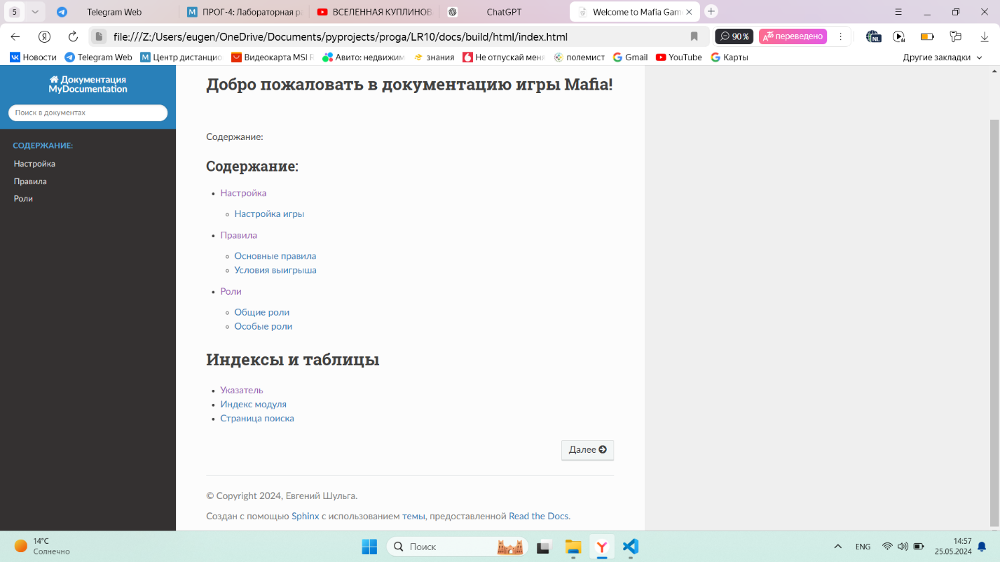 5
Telegram Web
ПРОГ-4: Лабораторная ра
ВСЕЛЕННАЯ КУПЛИНОВ
ChatGPT
Welcome to Mafia Gam
file:///Z:/Users/eugen/OneDrive/Documents/pyprojects/proga/LR10/docs/build/html/index.html
90 %
переведено
Новости
Telegram Web
Центр дистанцио
Видеокарта MSI R
Авито: недвижим
знания
Не отпускай меня
полемист
Gmail
YouTube
Карты
Другие закладки
Документация
MyDocumentation
Поиск в документах
СОДЕРЖАНИЕ:
Настройка
Правила
Роли
Добро пожаловать в документацию игры Mafia!
Содержание:
Содержание:
Настройка
Настройка игры
Правила
Основные правила
Условия выигрыша
Роли
Общие роли
Особые роли
Индексы и таблицы
Указатель
Индекс модуля
Страница поиска
Далее
© Copyright 2024, Евгений Шульга.
Создан с помощью Sphinx с использованием темы, предоставленной Read the Docs.
14°C
Солнечно
Поиск
ENG
14:57
25.05.2024